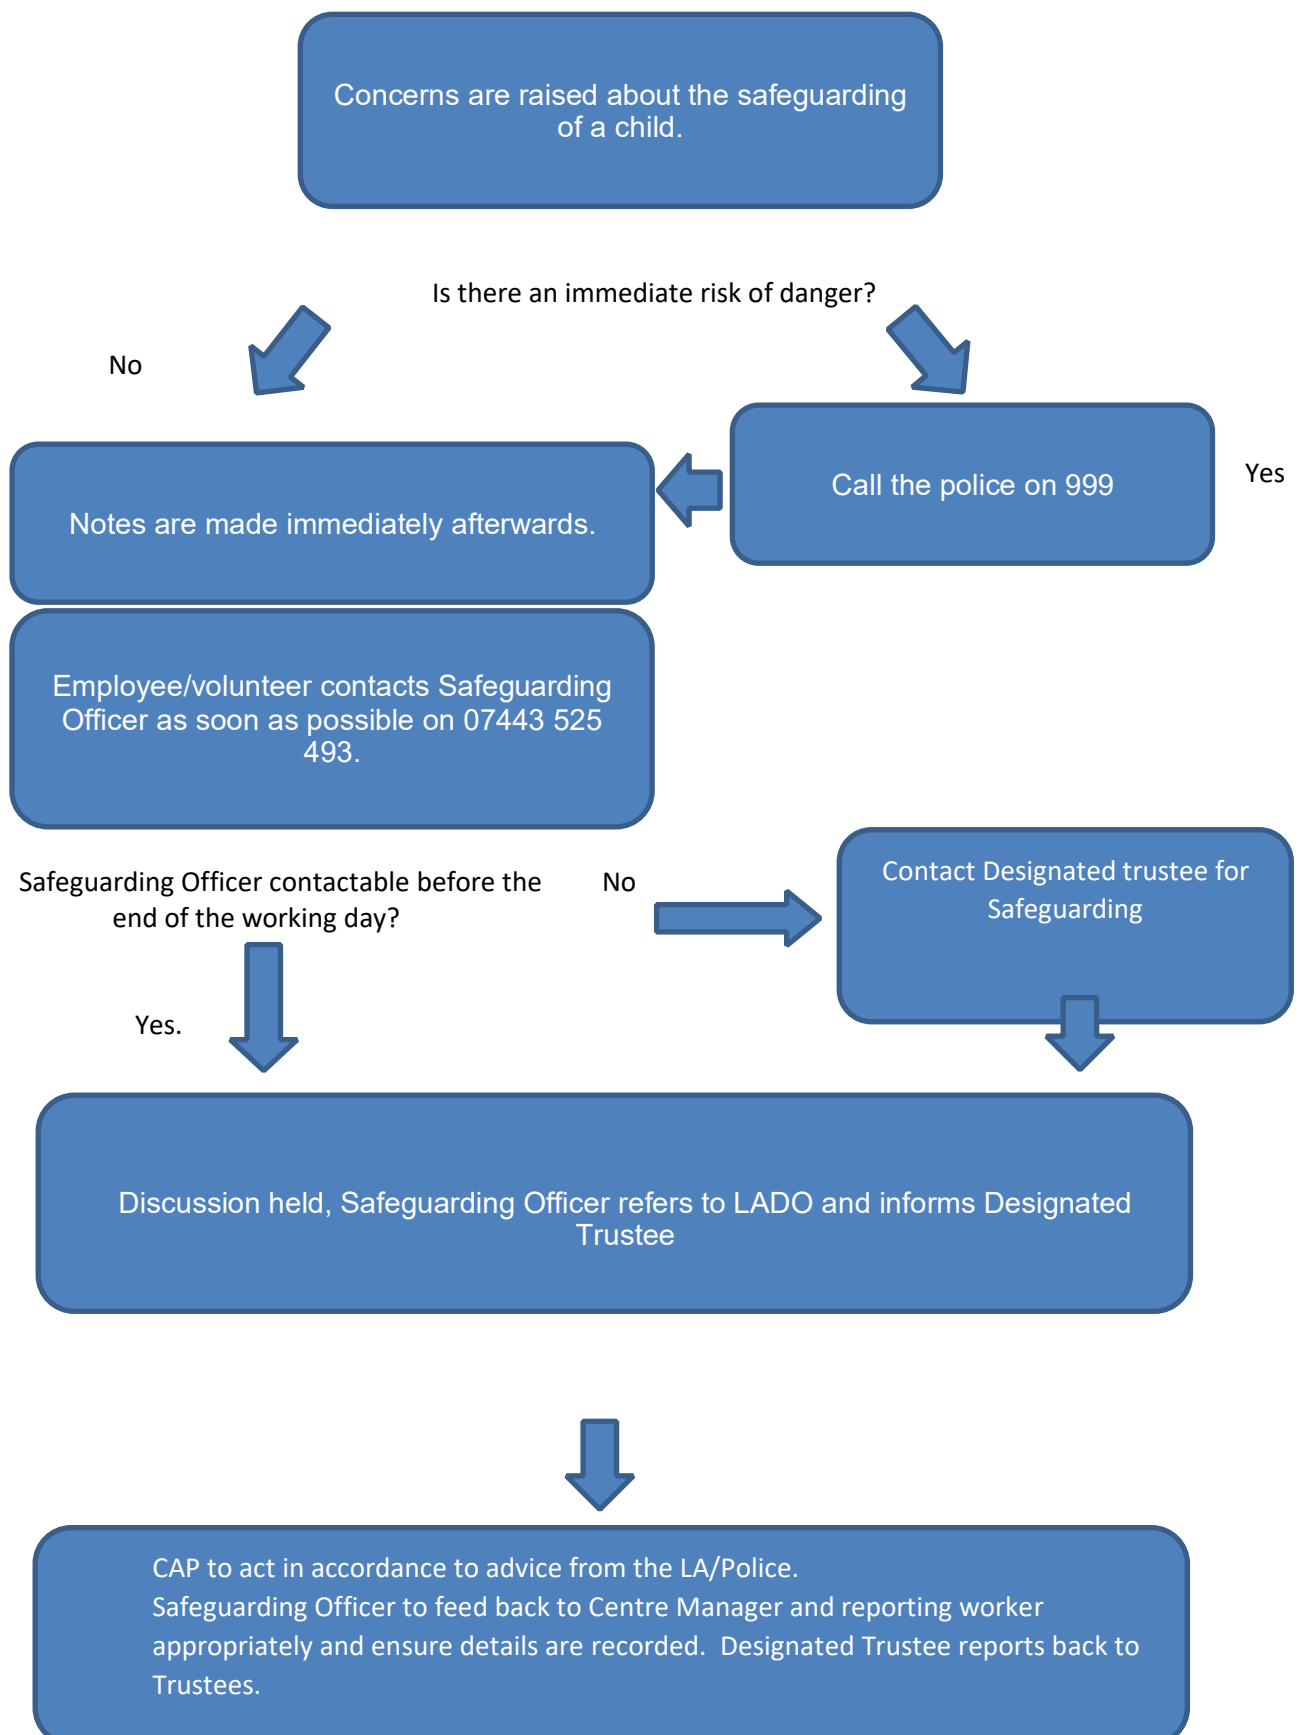 Concerns are raised about the safeguarding
of a child.
Is there an immediate risk of danger?
No
Call the police on 999
Yes
Notes are made immediately afterwards.
Employee/volunteer contacts Safeguarding
Officer as soon as possible on 07443 525
493.
Safeguarding Officer contactable before the
end of the working day?
No
Contact Designated trustee for
Safeguarding
Yes.
Discussion held, Safeguarding Officer refers to LADO and informs Designated
Trustee
CAP to act in accordance to advice from the LA/Police.
Safeguarding Officer to feed back to Centre Manager and reporting worker
appropriately and ensure details are recorded.  Designated Trustee reports back to
Trustees.